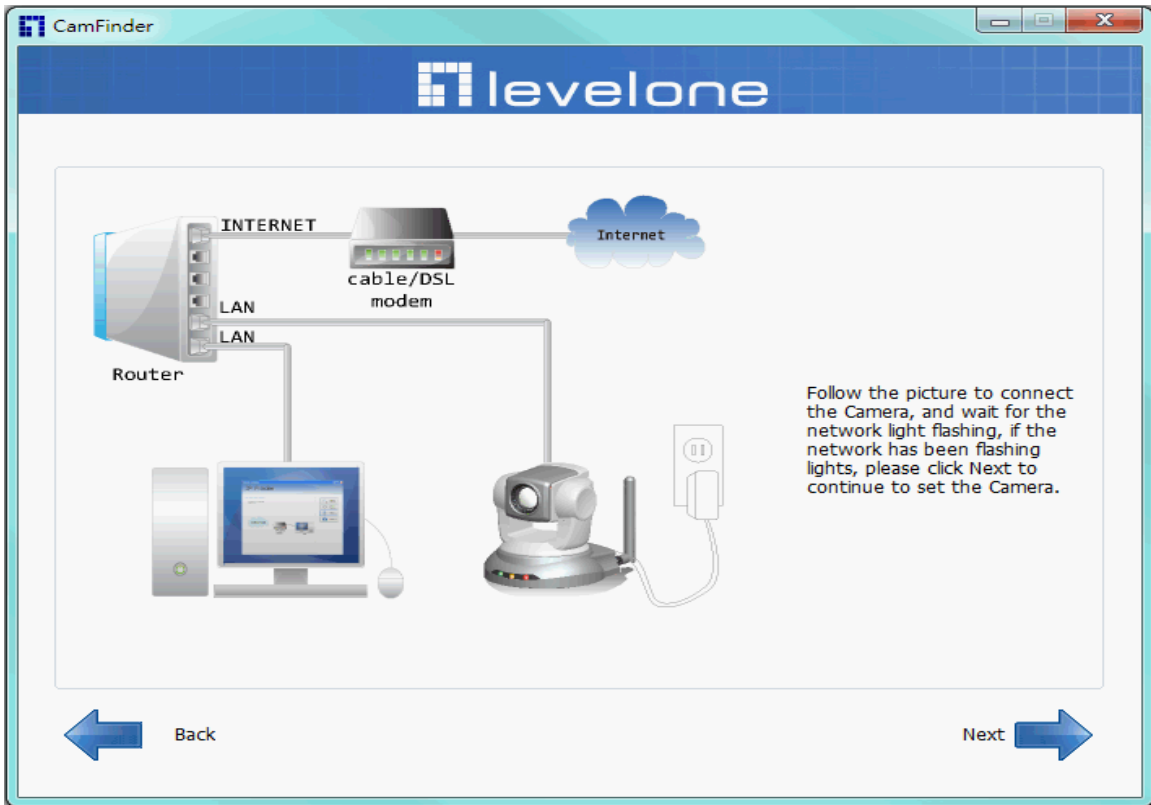 CamFinder
levelone
INTERNET
Internet
cable/DSL
modem
LAN
LAN
Router
Follow the picture to connect
the Camera, and wait for the
network light flashing, if the
network has been flashing
lights, please click Next to
continue to set the Camera.
Back
Next